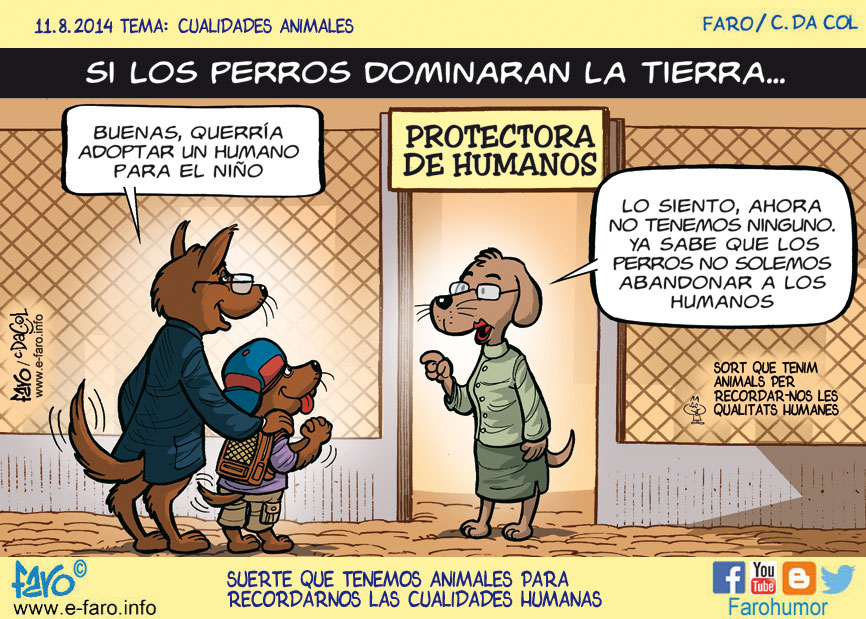 11.8.2014 TEMA: CUALIDADES ANIMALES
FARO/C. DA COL
SI LOS PERROS DOMINARAN LA TIERRA...
BUENAS, QUERRÍA
ADOPTAR UN HUMANO
PARA EL NIÑO
PROTECTORA
DE HUMANOS
LO SIENTO, AHORA
NO TENEMOS NINGUNO.
YA SABE QUE LOS
PERROS NO SOLEMOS
ABANDONAR A LOS
HUMANOS
FARO/C.DACOL
www.e-faro.info
SORT QUE TENIM
ANIMALS PER
RECORDAR-NOS LES
QUALITATS HUMANES
FARO©
www.e-faro.info
SUERTE QUE TENEMOS ANIMALES PARA
RECORDARNOS LAS CUALIDADES HUMANAS
You
Tube
Farohumor